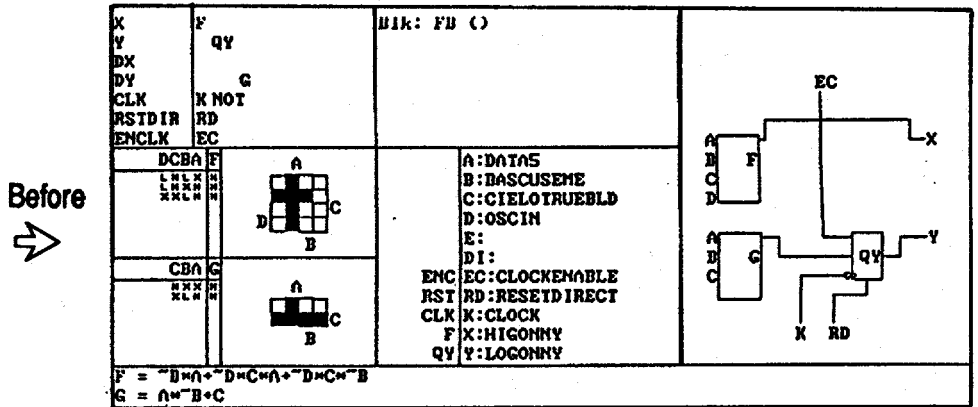 Before
X F
Y QY
DX
DY G
CLK K NOT
RSTDIR RD
ENCLK EC
Blk: FB ()
DCBA F
CBA G
A
D
C
B
A
C
B
A:DATA5
B:BASCUSEME
C:CIELOTRUEBLD
D:OSCIN
E:
DI:
ENC EC:CLOCKENABLE
RST RD:RESETDIRECT
CLK K:CLOCK
F X:HIGONNY
QY Y:LOGONNY
EC
A
B F
C
D
X
A
B G
C
QY
Y
K RD
F = ~B*A+~D*C*A+~D*C*~B
G = A*~B+C